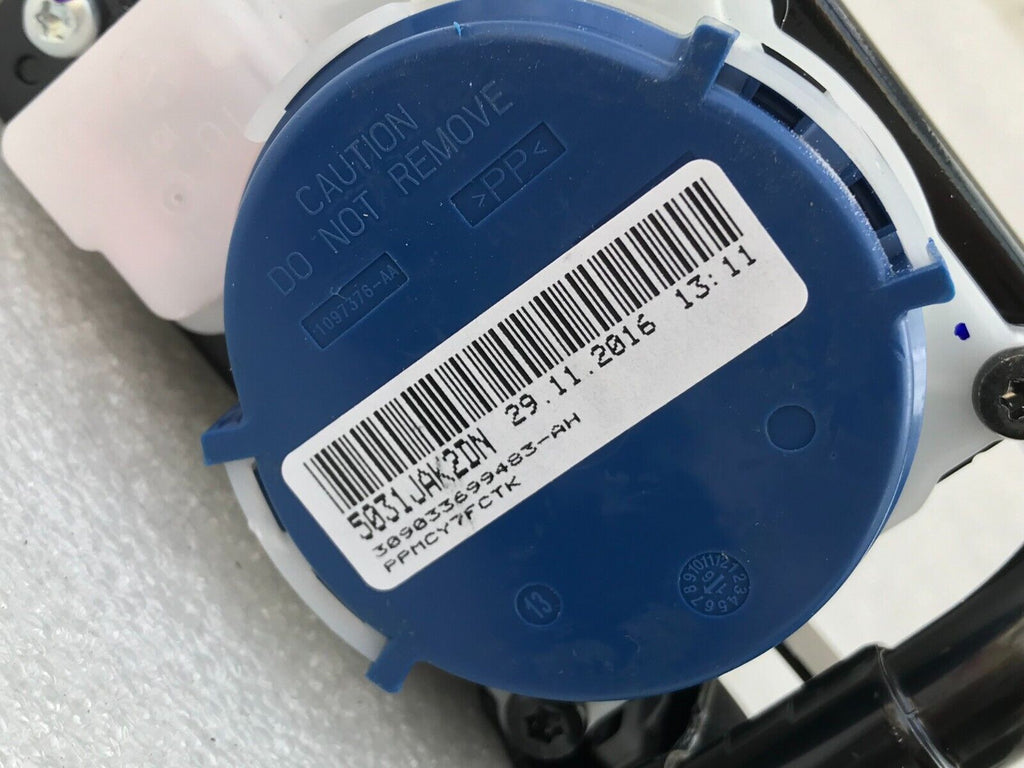 CAUTION
DO NOT REMOVE
>PP<
1097376-AA
5031JAK2DN 29.11.2016 13:11
309033699483-AH
PPMCY7FCTK
13